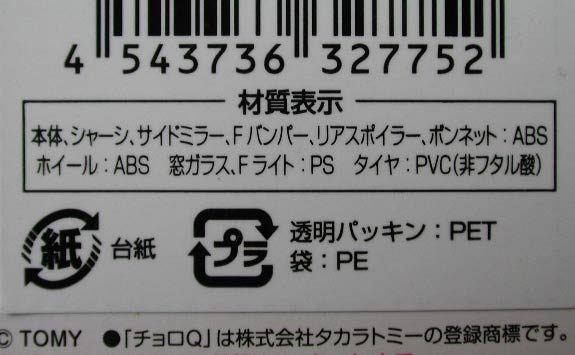 4 543736 327752
材質表示
本体、シャーシ、サイドミラー、Fバンパー、リアスポイラー、ボンネット：ABS
ホイール：ABS 窓ガラス、Fライト：PS タイヤ：PVC（非フタル酸）
紙 台紙
プラ 透明パッキン：PET
袋：PE
© TOMY ●「チョロQ」は株式会社タカラトミーの登録商標です。